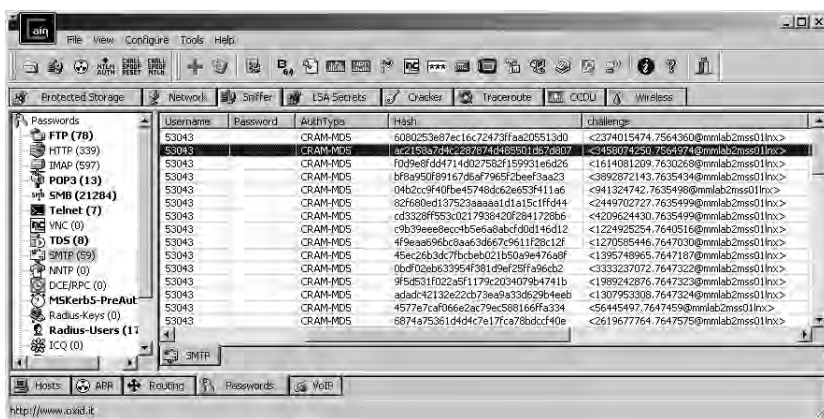 ain
File View Configure Tools Help
Protected Storage Network Sniffer LSA Secrets Cracker Traceroute CCDU Wireless
Passwords
FTP (78)
HTTP (339)
IMAP (597)
POP3 (13)
SMB (21284)
Telnet (7)
VNC (0)
TDS (8)
SMTP (59)
NNTP (0)
DCE/RPC (0)
MSKerb5-PreAut
Radius-Keys (0)
Radius-Users (17
ICQ (0)
Username Password AuthType Hash challenge
53043 CRAM-MD5 6080253e87ec16c72473ffaa205513d0 <2374015474.7564360@mmlab2mss01lnx>
53043 CRAM-MD5 ac2158a7d4c2287874d485501d67d807 <3458074250.7564974@mmlab2mss01lnx>
53043 CRAM-MD5 f0d9e8fdd4714d027582f159931e6d26 <1614081209.7630268@mmlab2mss01lnx>
53043 CRAM-MD5 bf8a950f89167d6af7965f2beef3aa23 <3892872143.7635434@mmlab2mss01lnx>
53043 CRAM-MD5 04b2cc9f40fbe45748dc62e653f411a6 <941324742.7635498@mmlab2mss01lnx>
53043 CRAM-MD5 82f680ed137523aaaaa1d1a15c1ffd44 <2449702727.7635499@mmlab2mss01lnx>
53043 CRAM-MD5 cd3328ff553c0217938420f2841728b6 <4209624430.7635499@mmlab2mss01lnx>
53043 CRAM-MD5 c9b39eee8ecc4b5e6a8abcfd0d146d12 <1224925254.7640516@mmlab2mss01lnx>
53043 CRAM-MD5 4f9eaa696bc8aa63d667c9611f28c12f <1270585446.7647030@mmlab2mss01lnx>
53043 CRAM-MD5 45ec26b3dc7fbcbeb021b50a9e476a8f <1395748965.7647187@mmlab2mss01lnx>
53043 CRAM-MD5 0bdf02eb633954f381d9ef25ffa96cb2 <3333237072.7647322@mmlab2mss01lnx>
53043 CRAM-MD5 9f5d531f022a5f1179c2034079b4741b <1989242876.7647323@mmlab2mss01lnx>
53043 CRAM-MD5 adadc42132e22cb73ea9a33d629b4eeb <1307953308.7647324@mmlab2mss01lnx>
53043 CRAM-MD5 4577e7caf066e2ac79ec588166ffa334 <56445497.7647459@mmlab2mss01lnx>
53043 CRAM-MD5 6874a75361d4d4c7e17fca78bdccf40e <2619677764.7647575@mmlab2mss01lnx>
SMTP
Hosts APR Routing Passwords VoIP
http://www.oxid.it